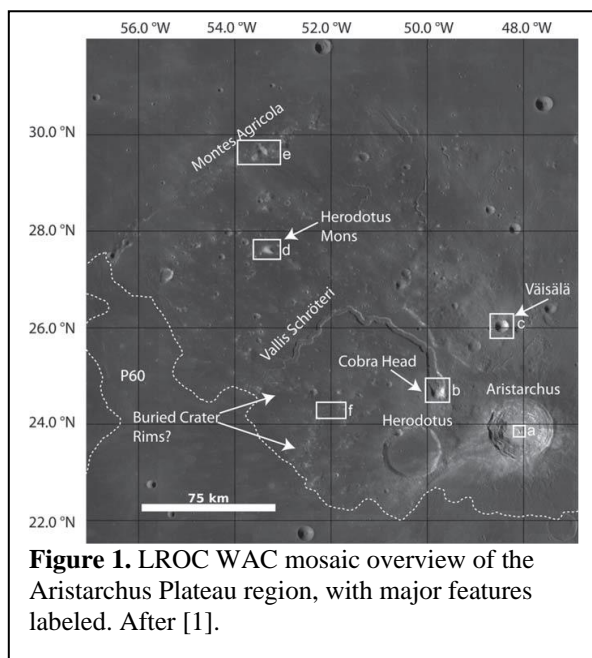 56.0 °W 54.0 °W 52.0 °W 50.0 °W 48.0 °W
30.0 °N
Montes Agricola
e
28.0 °N
Herodotus
Mons
d
Väisälä
26.0 °N
c
Vallis Schröteri
Cobra Head
P60
b
Aristarchus
24.0 °N
Buried Crater
Rims?
f
Herodotus
a
75 km
22.0 °N
Figure 1. LROC WAC mosaic overview of the
Aristarchus Plateau region, with major features
labeled. After [1].